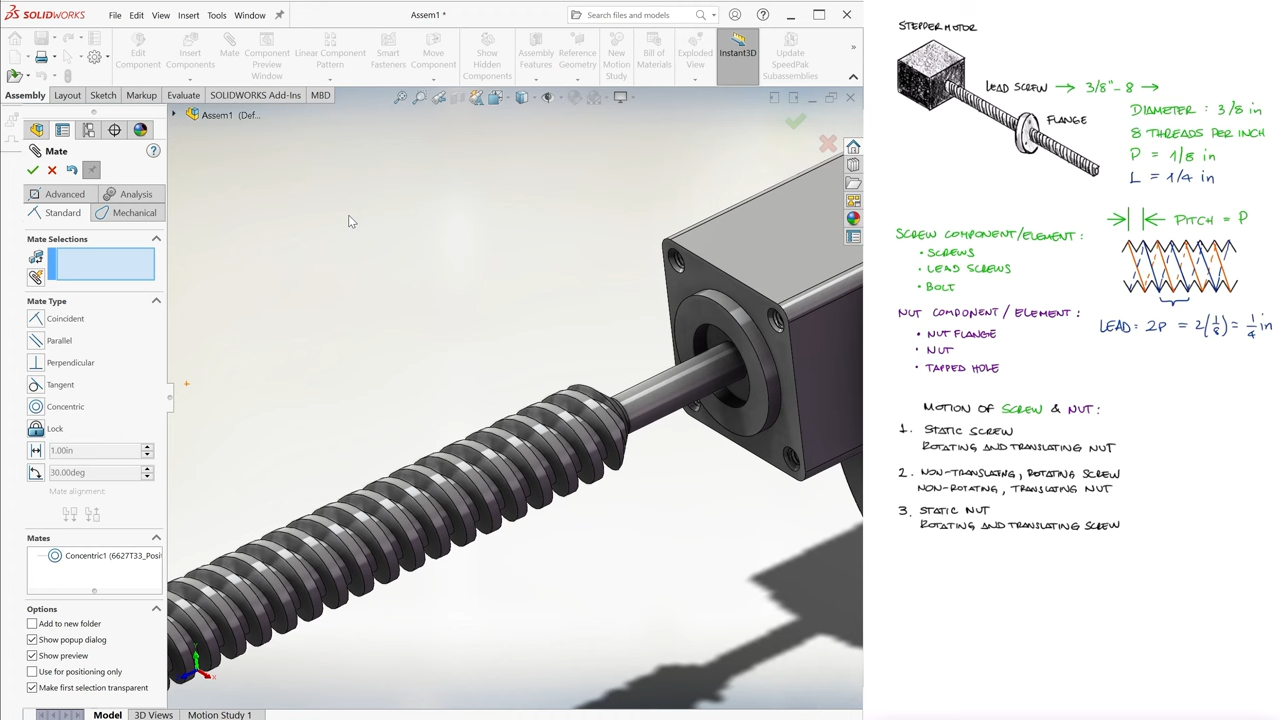 SOLIDWORKS File Edit View Insert Tools Window Assem1 * Search files and models
Edit Component
Insert Components
Mate
Component Preview Window
Linear Component Pattern
Smart Fasteners
Move Component
Show Hidden Components
Assembly Features
Reference Geometry
New Motion Study
Bill of Materials
Exploded View
Instant3D
Update SpeedPak Subassemblies
Assembly Layout Sketch Markup Evaluate SOLIDWORKS Add-Ins MBD
Assem1 (Def...
Mate
Advanced Analysis
Standard Mechanical
Mate Selections
Mate Type
Coincident
Parallel
Perpendicular
Tangent
Concentric
Lock
1.00in
30.00deg
Mate alignment:
Mates
Concentric1 (6627T33_Posit
Options
Add to new folder
Show popup dialog
Show preview
Use for positioning only
Make first selection transparent
Model 3D Views Motion Study 1
STEPPER MOTOR
LEAD SCREW → 3/8"-8 →
FLANGE
DIAMETER : 3/8 in
8 THREADS PER INCH
P = 1/8 in
L = 1/4 in
PITCH = P
LEAD: 2P = 2(1/8) = 1/4 in
SCREW COMPONENT/ELEMENT:
• SCREWS
• LEAD SCREWS
• BOLT
NUT COMPONENT / ELEMENT:
• NUT FLANGE
• NUT
• TAPPED HOLE
MOTION OF SCREW & NUT:
1. STATIC SCREW
ROTATING AND TRANSLATING NUT
2. NON-TRANSLATING, ROTATING SCREW
NON-ROTATING, TRANSLATING NUT
3. STATIC NUT
ROTATING AND TRANSLATING SCREW